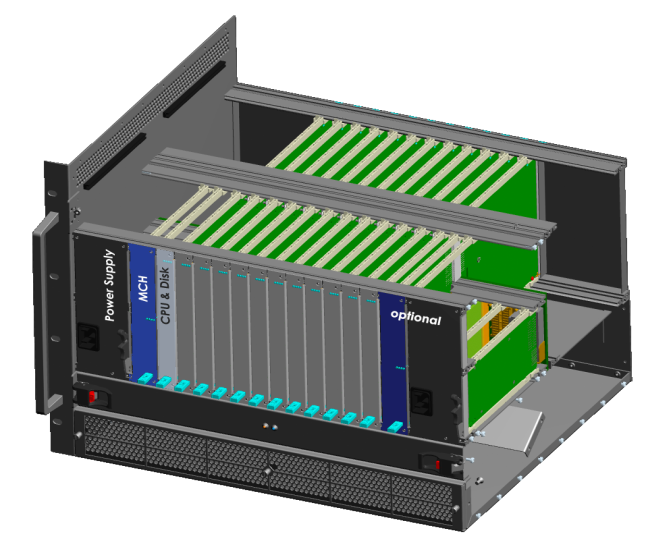 Power Supply
MCH
CPU & Disk
optional